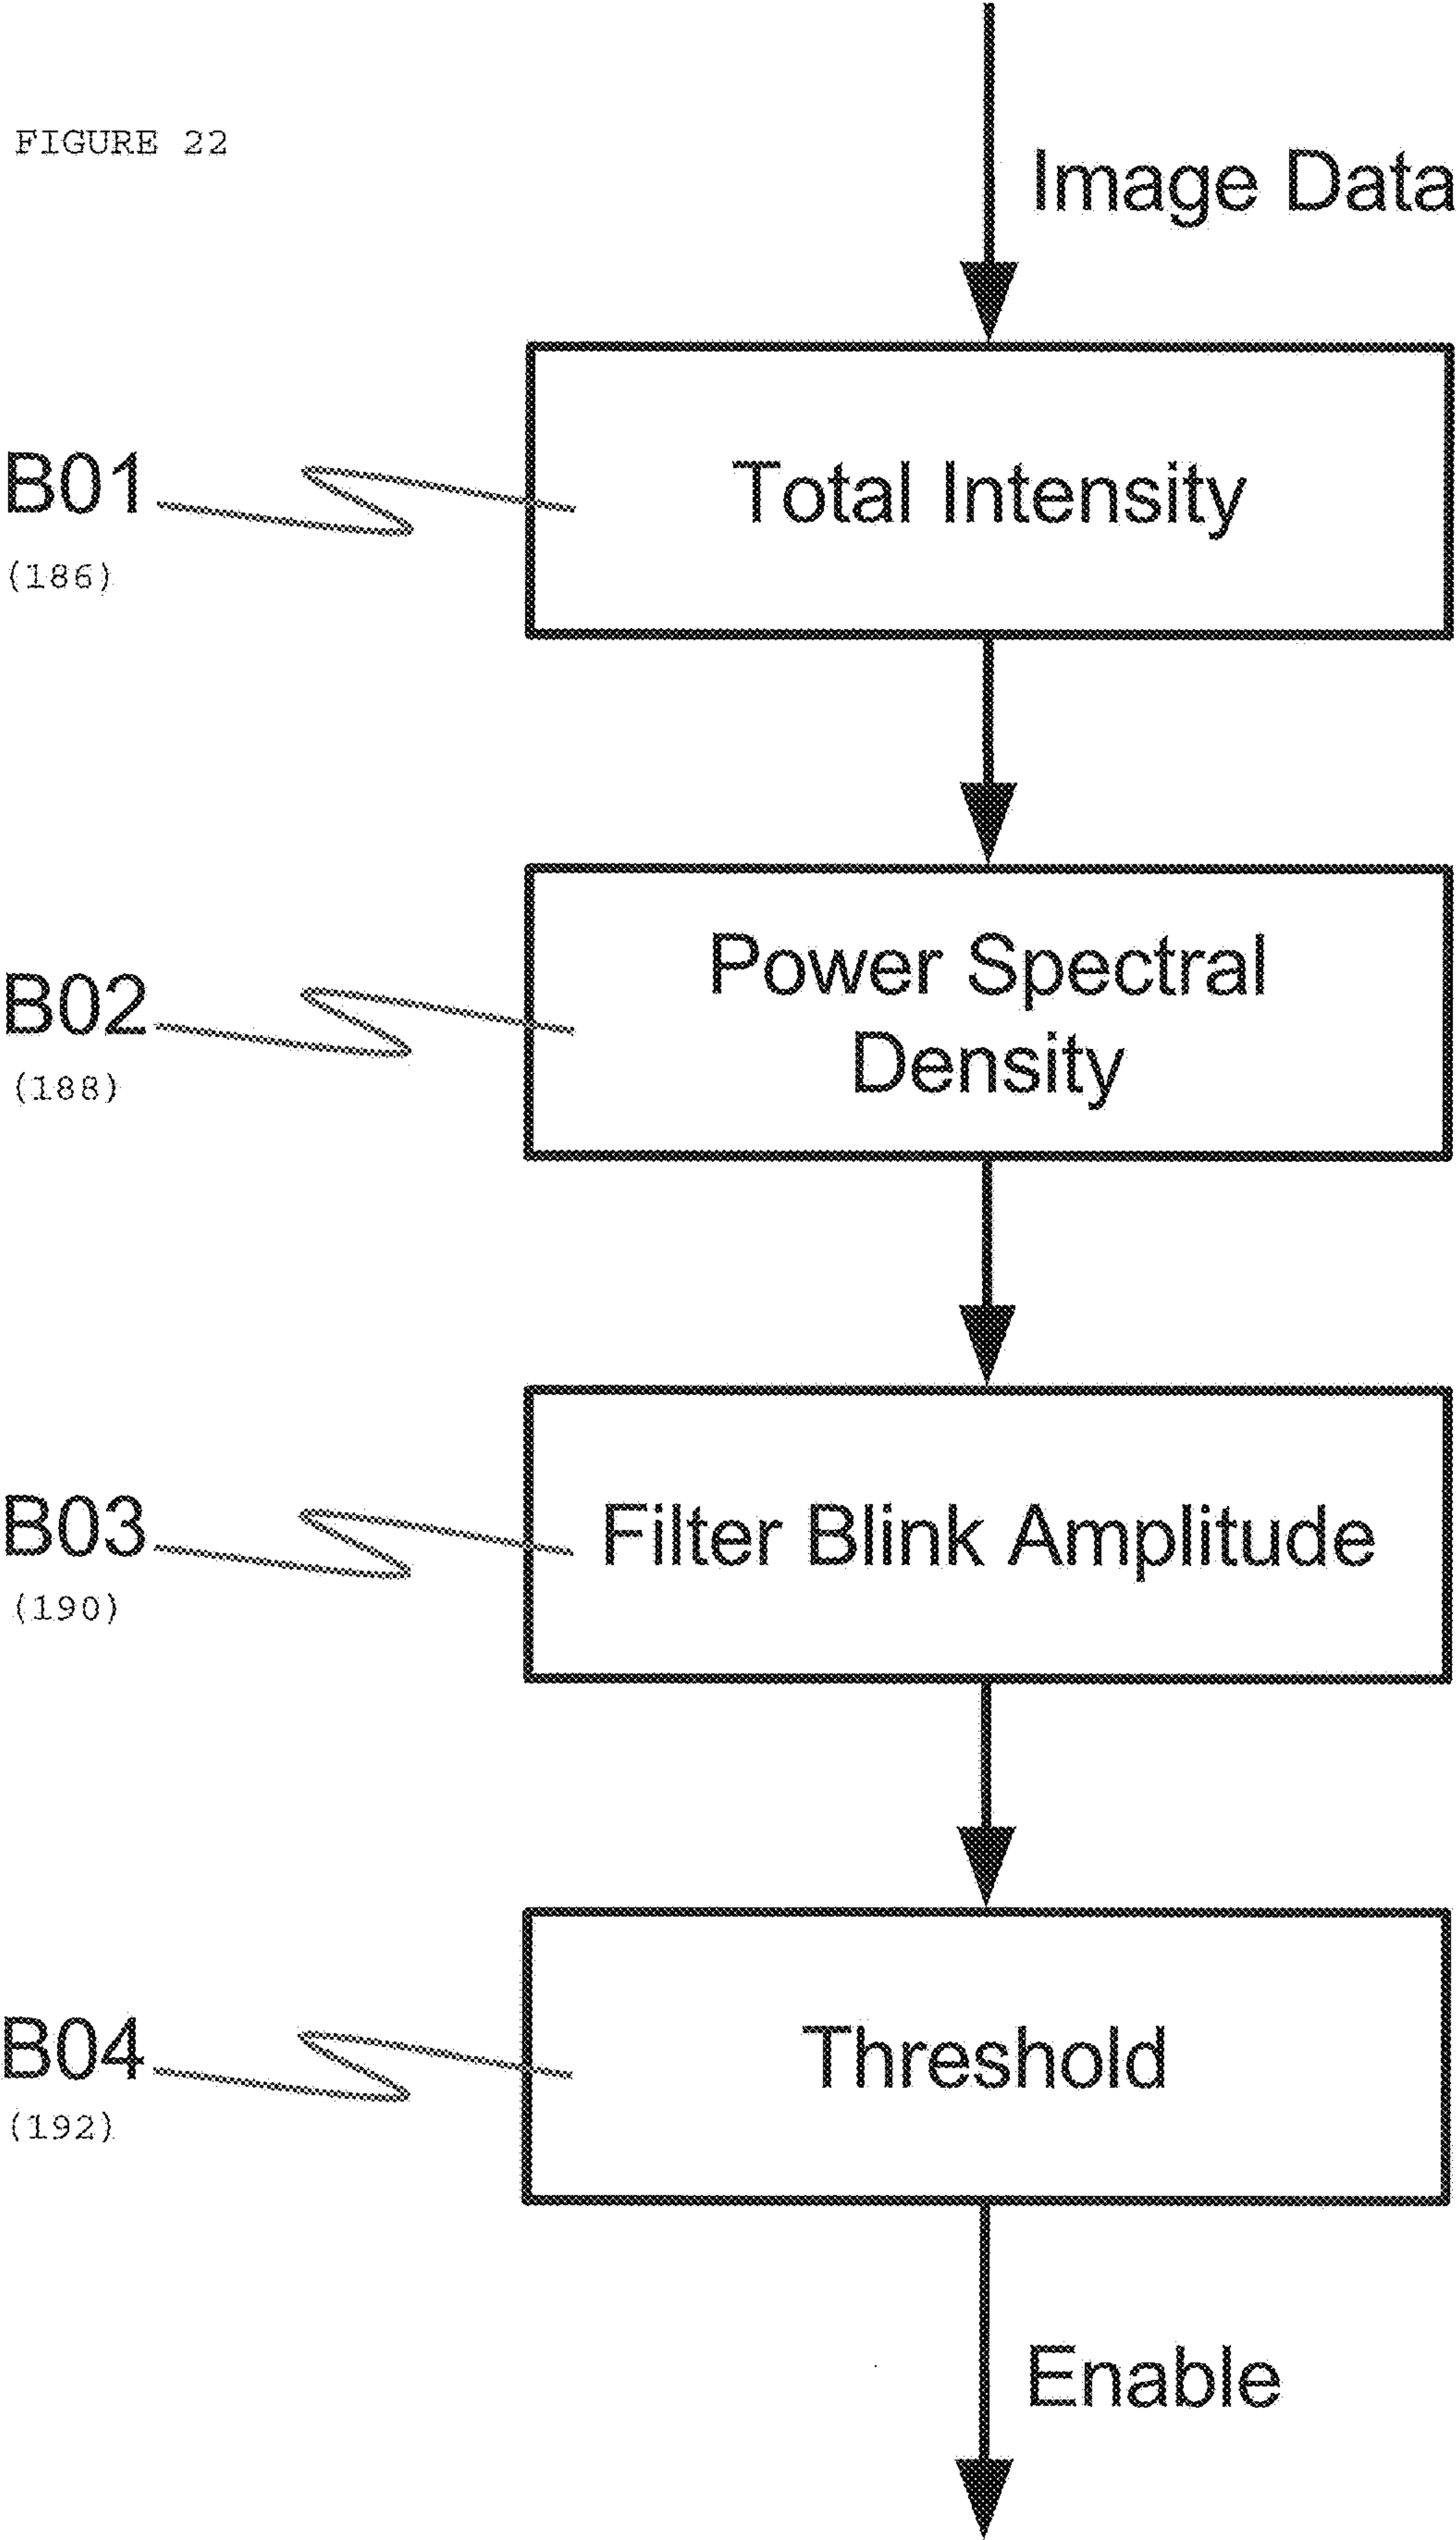 FIGURE 22
Image Data
B01
(186)
Total Intensity
B02
(188)
Power Spectral
Density
B03
(190)
Filter Blink Amplitude
B04
(192)
Threshold
Enable